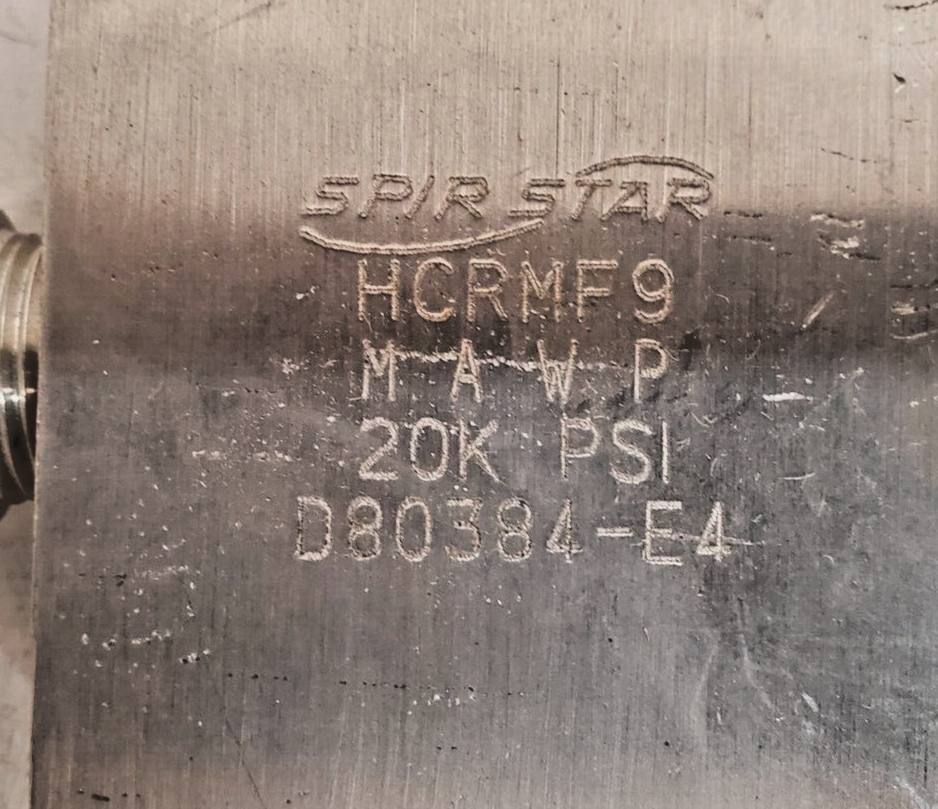 SPIR STAR
HCRMF9
M A W P
20K PSI
D80384-E4